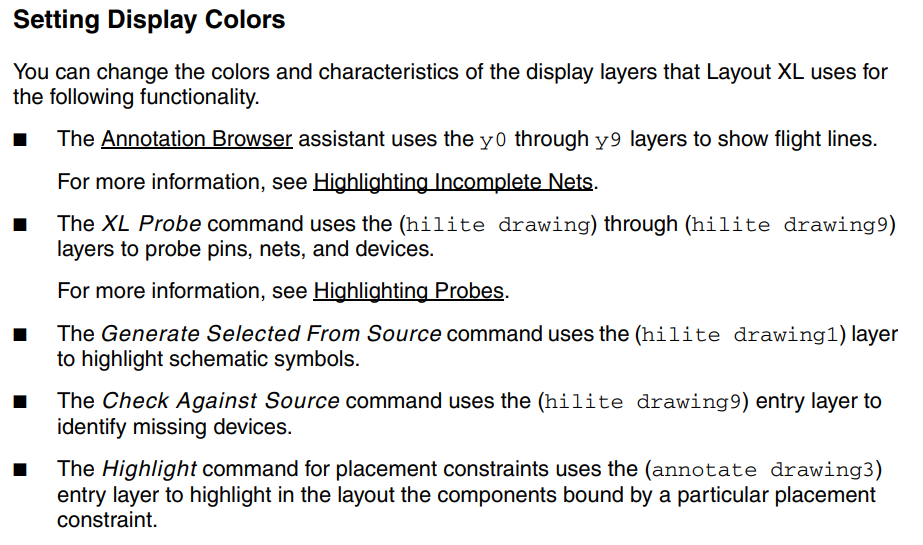 Setting Display Colors
You can change the colors and characteristics of the display layers that Layout XL uses for
the following functionality.
■ The Annotation Browser assistant uses the y0 through y9 layers to show flight lines.
For more information, see Highlighting Incomplete Nets.
■ The XL Probe command uses the (hilite drawing) through (hilite drawing9)
layers to probe pins, nets, and devices.
For more information, see Highlighting Probes.
■ The Generate Selected From Source command uses the (hilite drawing1) layer
to highlight schematic symbols.
■ The Check Against Source command uses the (hilite drawing9) entry layer to
identify missing devices.
■ The Highlight command for placement constraints uses the (annotate drawing3)
entry layer to highlight in the layout the components bound by a particular placement
constraint.